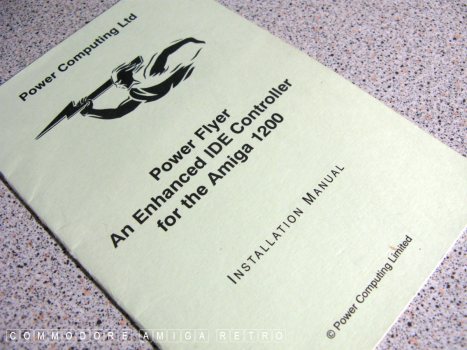 Power Computing Ltd
Power Flyer
An Enhanced IDE Controller
for the Amiga 1200
INSTALLATION MANUAL
© Power Computing Limited
COMMODORE AMIGA RETRO